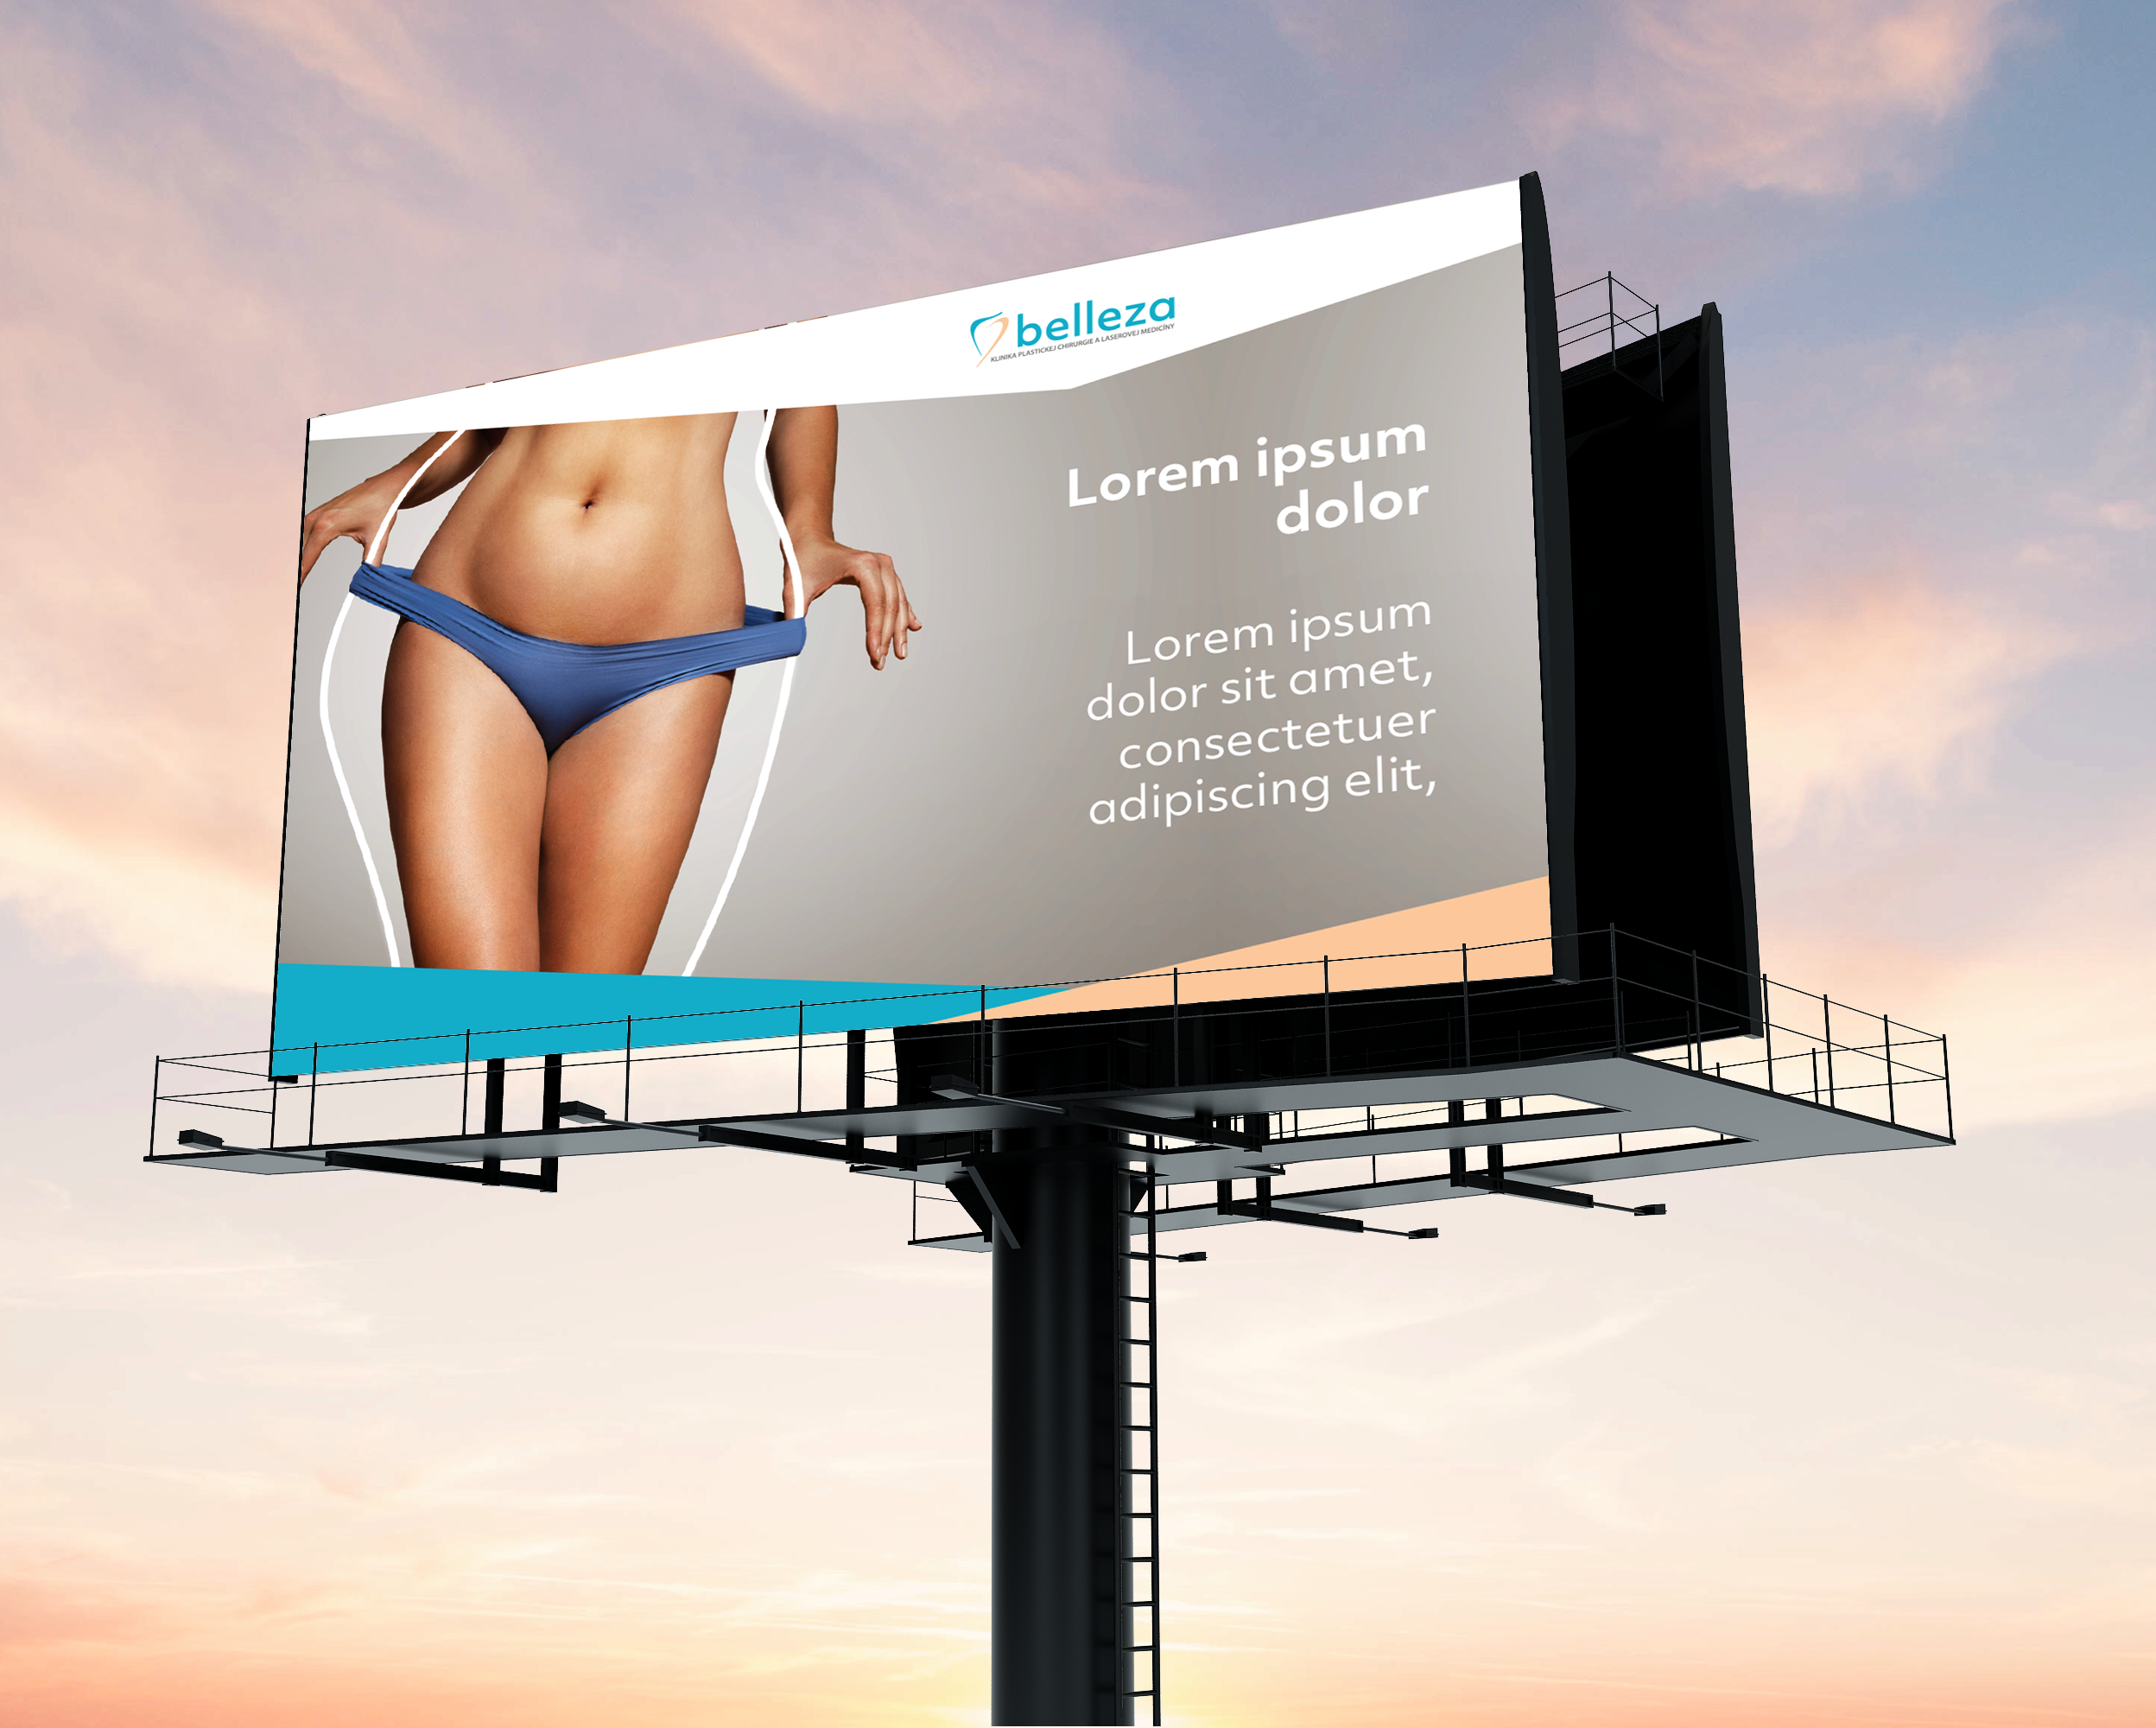 belleza
KLINIKA PLASTICKEJ CHIRURGIE A LASEROVEJ MEDICÍNY
Lorem ipsum
dolor
Lorem ipsum
dolor sit amet,
consectetuer
adipiscing elit,